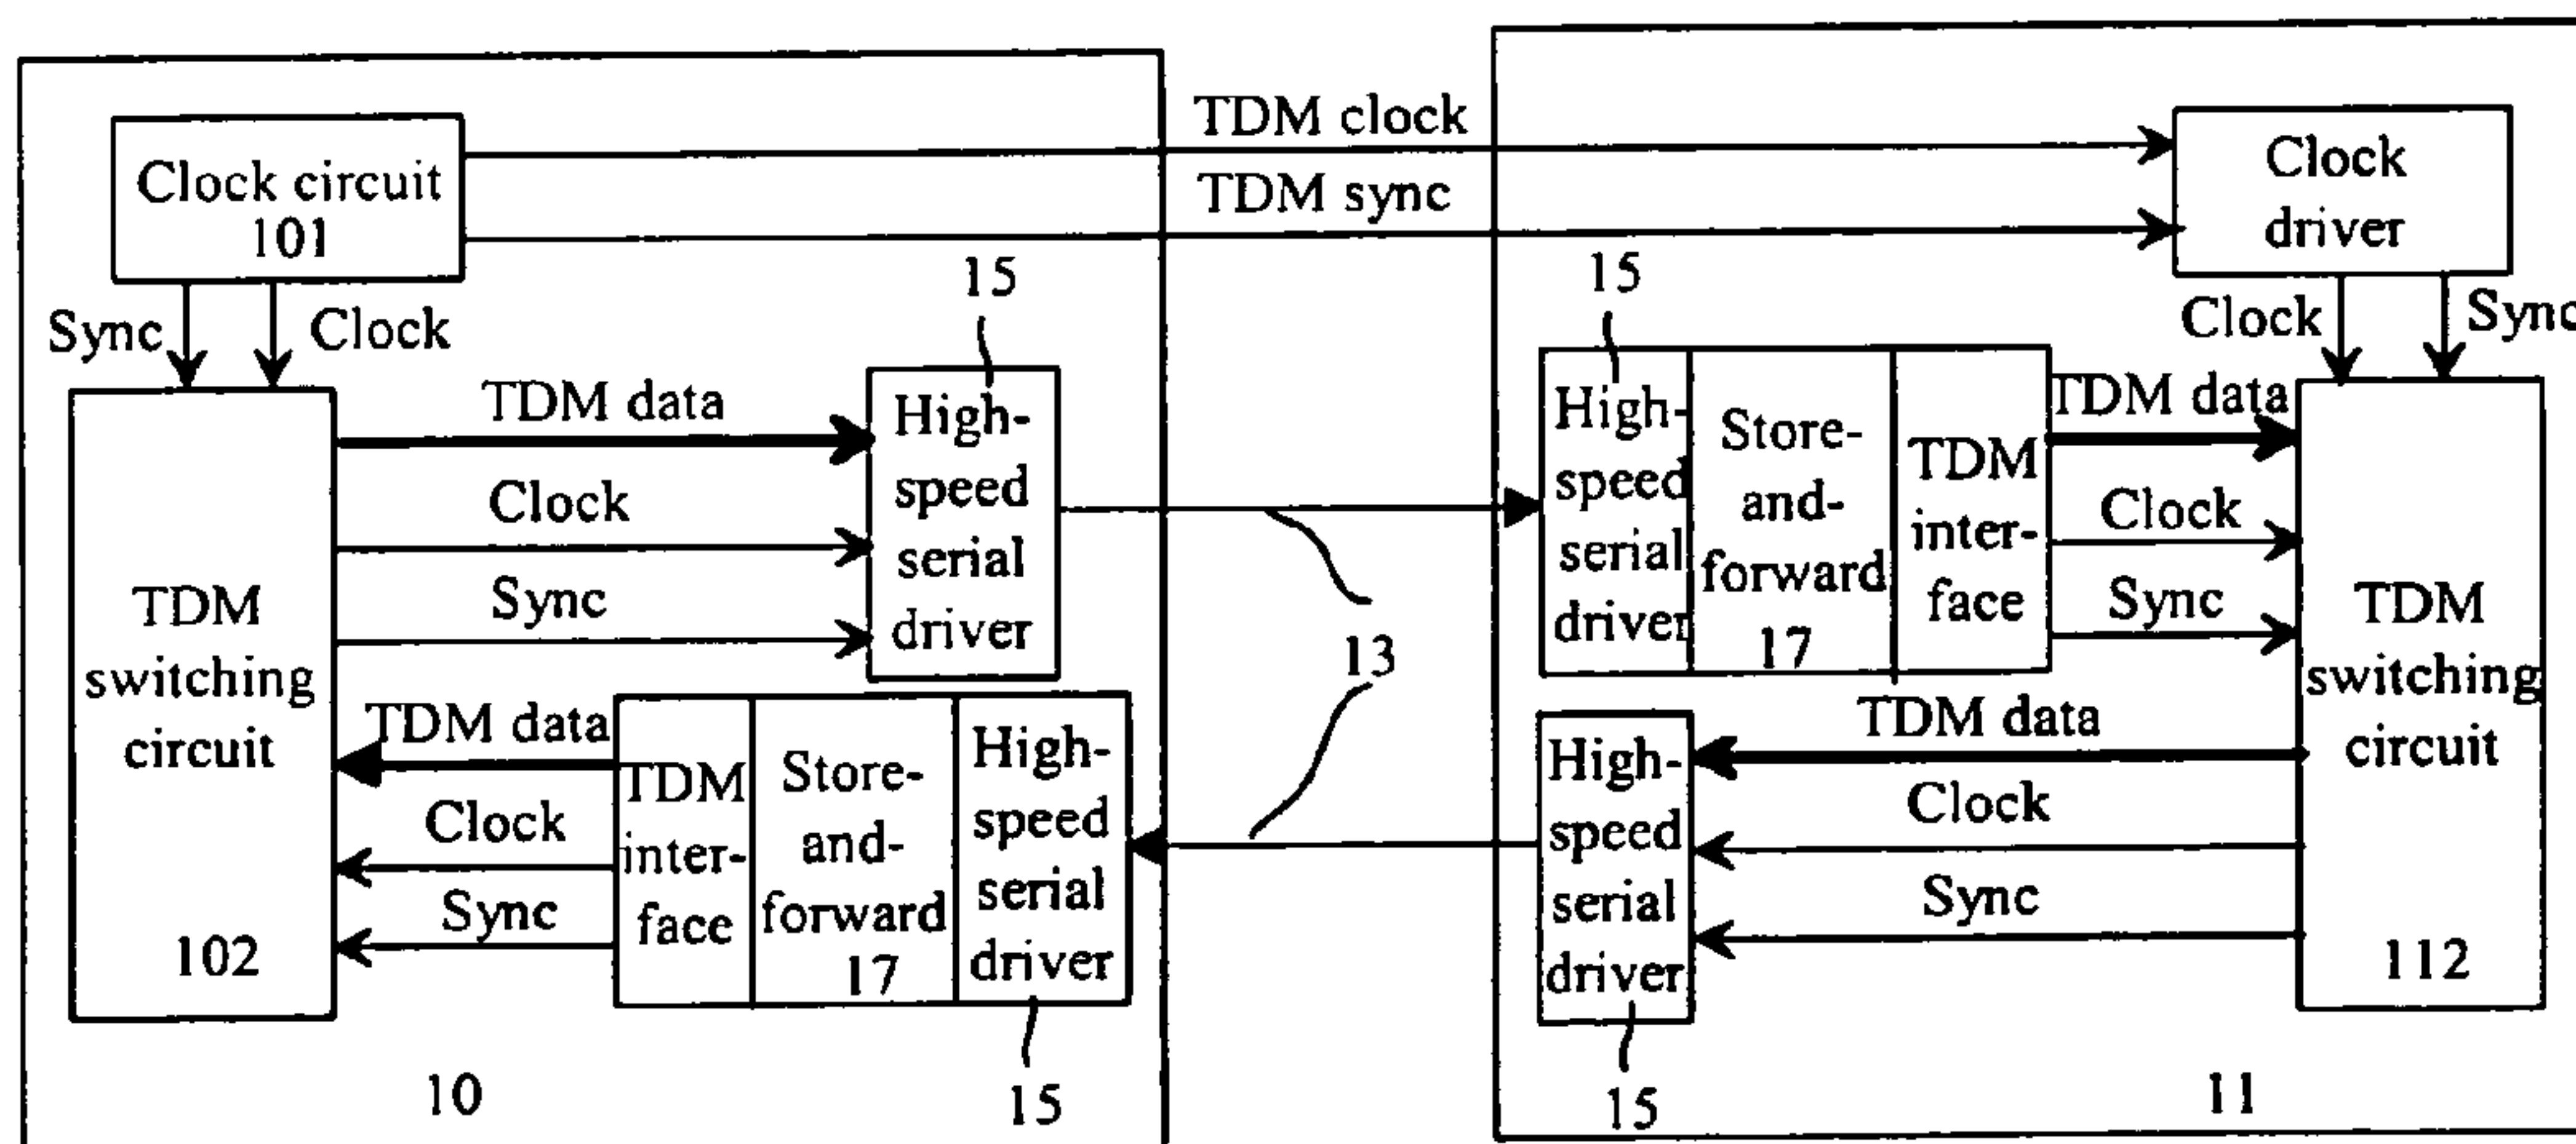 TDM clock
TDM sync
Clock circuit
101
Clock
driver
Sync
Clock
15
15
Clock
Sync
TDM data
Clock
Sync
High-
speed
serial
driver
High-
speed
serial
driver
Store-
and-
forward
17
TDM
inter-
face
TDM data
Clock
Sync
TDM
switching
circuit
102
13
TDM
switching
circuit
112
TDM data
Clock
Sync
TDM
inter-
face
Store-
and-
forward
17
High-
speed
serial
driver
High-
speed
serial
driver
TDM data
Clock
Sync
10
15
15
11